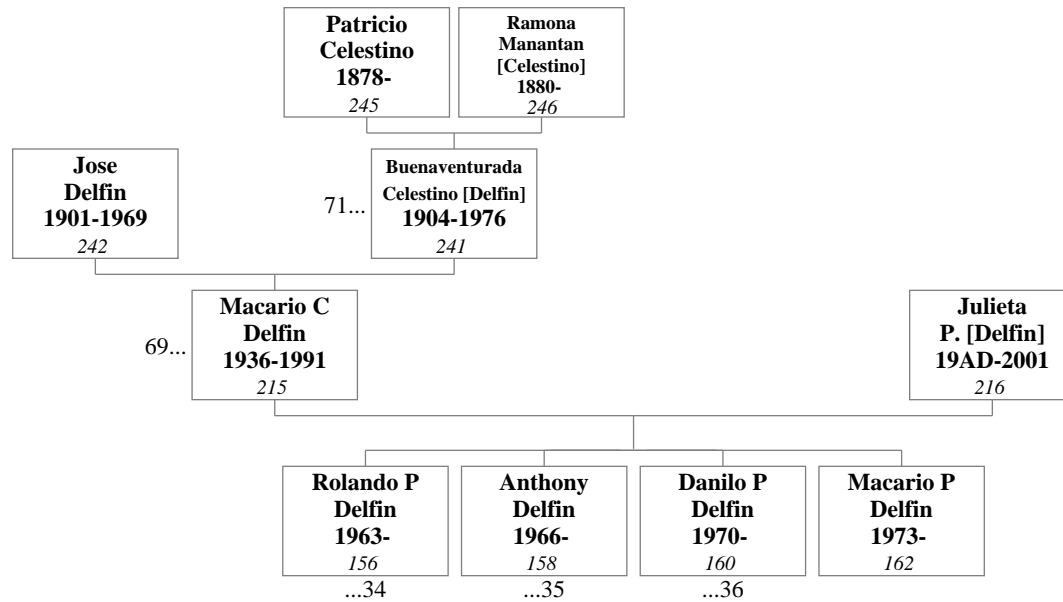 Patricio
Celestino
1878-
245
Ramona
Manantan
[Celestino]
1880-
246
Jose
Delfin
1901-1969
242
71...
Buenaventurada
Celestino [Delfin]
1904-1976
241
69...
Macario C
Delfin
1936-1991
215
Julieta
P. [Delfin]
19AD-2001
216
Rolando P
Delfin
1963-
156
...34
Anthony
Delfin
1966-
158
...35
Danilo P
Delfin
1970-
160
...36
Macario P
Delfin
1973-
162